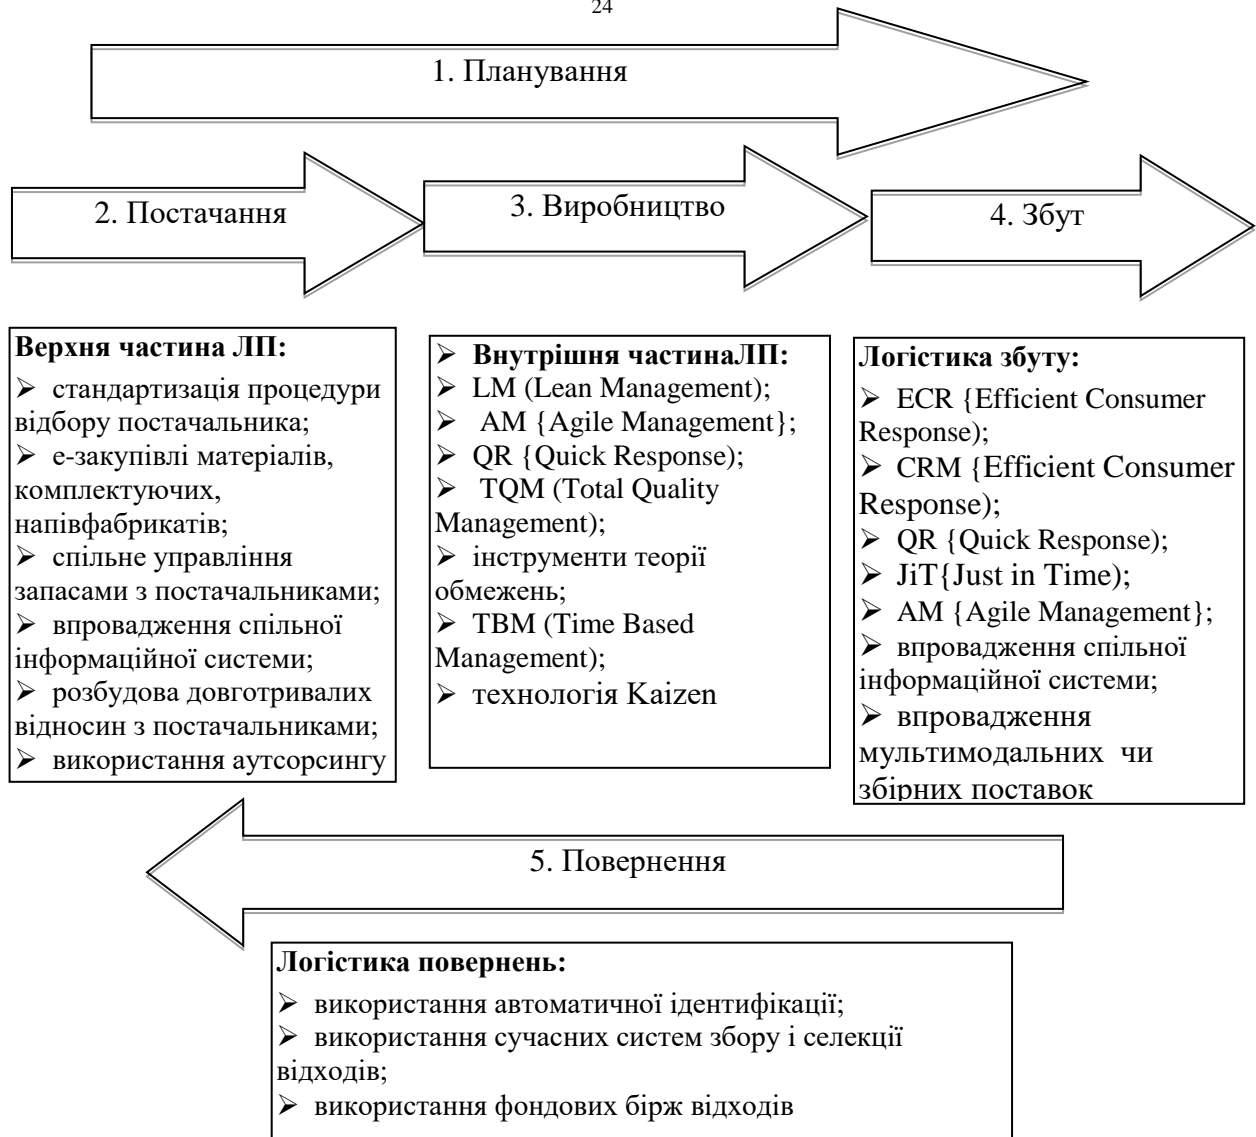 24
1. Планування
2. Постачання
3. Виробництво
4. Збут
Верхня частина ЛП:
➢ стандартизація процедури
відбору постачальника;
➢ е-закупівлі матеріалів,
комплектуючих,
напівфабрикатів;
➢ спільне управління
запасами з постачальниками;
➢ впровадження спільної
інформаційної системи;
➢ розбудова довготривалих
відносин з постачальниками;
➢ використання аутсорсингу
➢ Внутрішня частинаЛП:
➢ LM (Lean Management);
➢ AM {Agile Management};
➢ QR {Quick Response);
➢ TQM (Total Quality
Management);
➢ інструменти теорії
обмежень;
➢ TBM (Time Based
Management);
➢ технологія Kaizen
Логістика збуту:
➢ ECR {Efficient Consumer
Response);
➢ CRM {Efficient Consumer
Response);
➢ QR {Quick Response);
➢ JiT{Just in Time);
➢ AM {Agile Management};
➢ впровадження спільної
інформаційної системи;
➢ впровадження
мультимодальних чи
збірних поставок
5. Повернення
Логістика повернень:
➢ використання автоматичної ідентифікації;
➢ використання сучасних систем збору і селекції
відходів;
➢ використання фондових бірж відходів